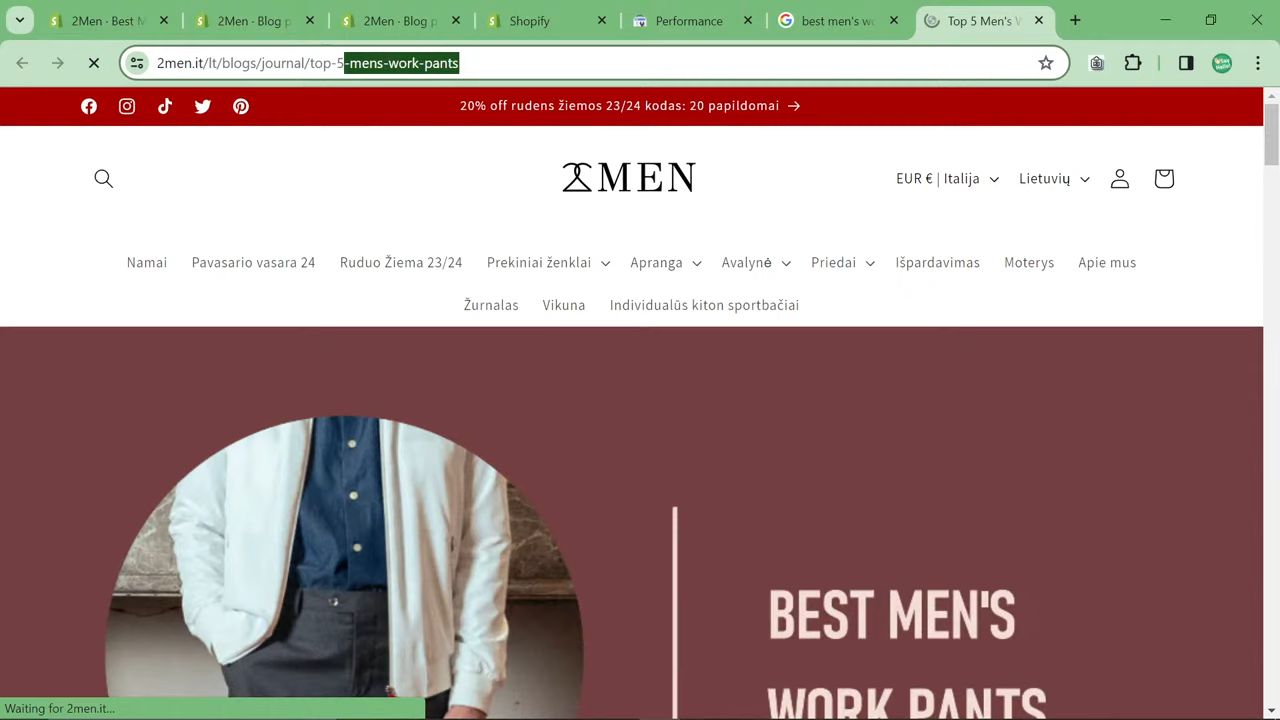 2Men · Best M
2Men · Blog p
2Men · Blog p
Shopify
Performance
best men's wo
Top 5 Men's W
2men.it/lt/blogs/journal/top-5-mens-work-pants
20% off rudens žiemos 23/24 kodas: 20 papildomai
2MEN
EUR € | Italija
Lietuvių
Namai
Pavasario vasara 24
Ruduo Žiema 23/24
Prekiniai ženklai
Apranga
Avalynė
Priedai
Išpardavimas
Moterys
Apie mus
Žurnalas
Vikuna
Individualūs kiton sportbačiai
BEST MEN'S
WORK PANTS
Waiting for 2men.it...